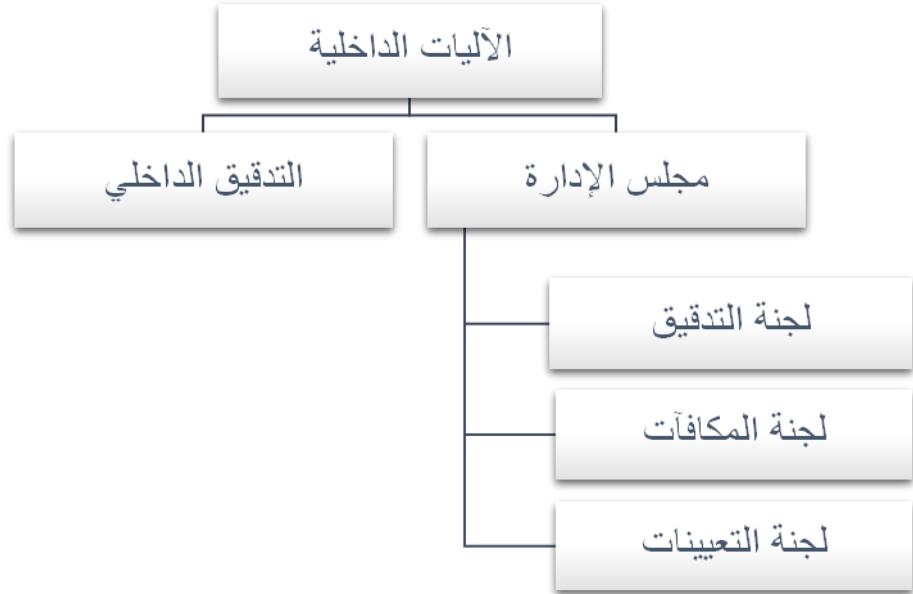 الآليات الداخلية
مجلس الإدارة
التدقيق الداخلي
لجنة التدقيق
لجنة المكافآت
لجنة التعيينات